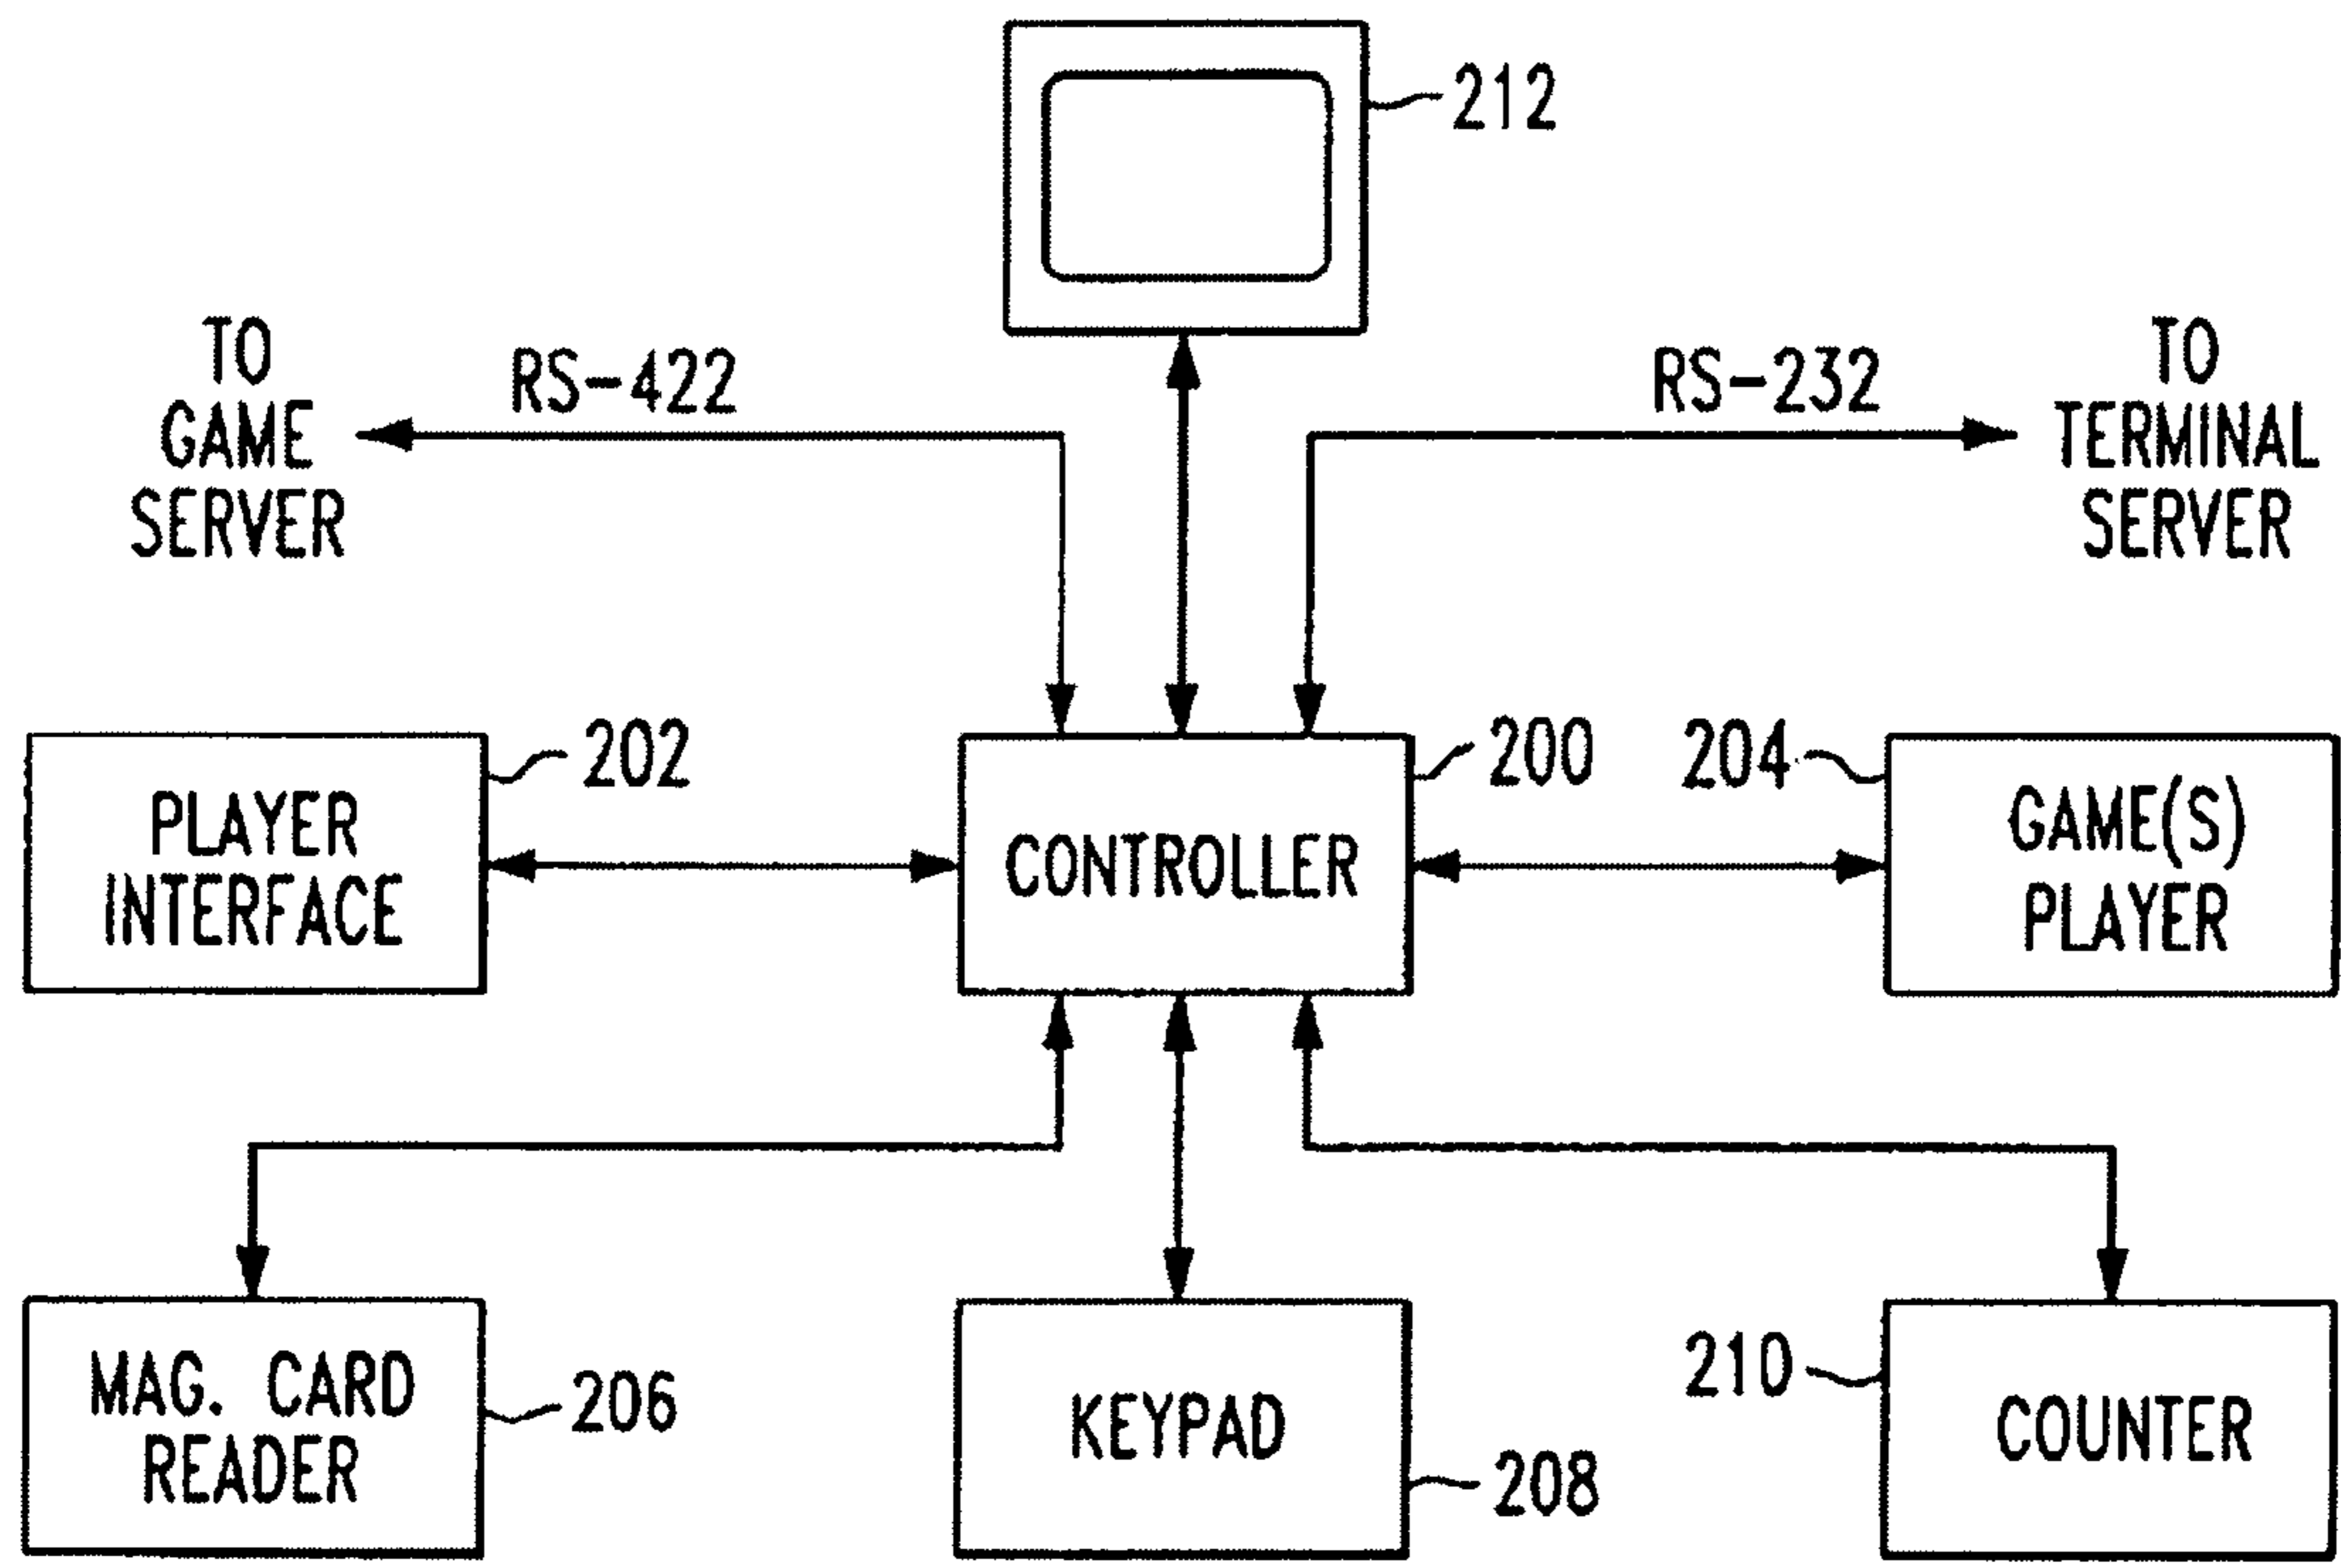 212
TO
GAME
SERVER
RS-422
RS-232
TO
TERMINAL
SERVER
PLAYER
INTERFACE
202
CONTROLLER
200
204
GAME(S)
PLAYER
MAG. CARD
READER
206
KEYPAD
208
210
COUNTER